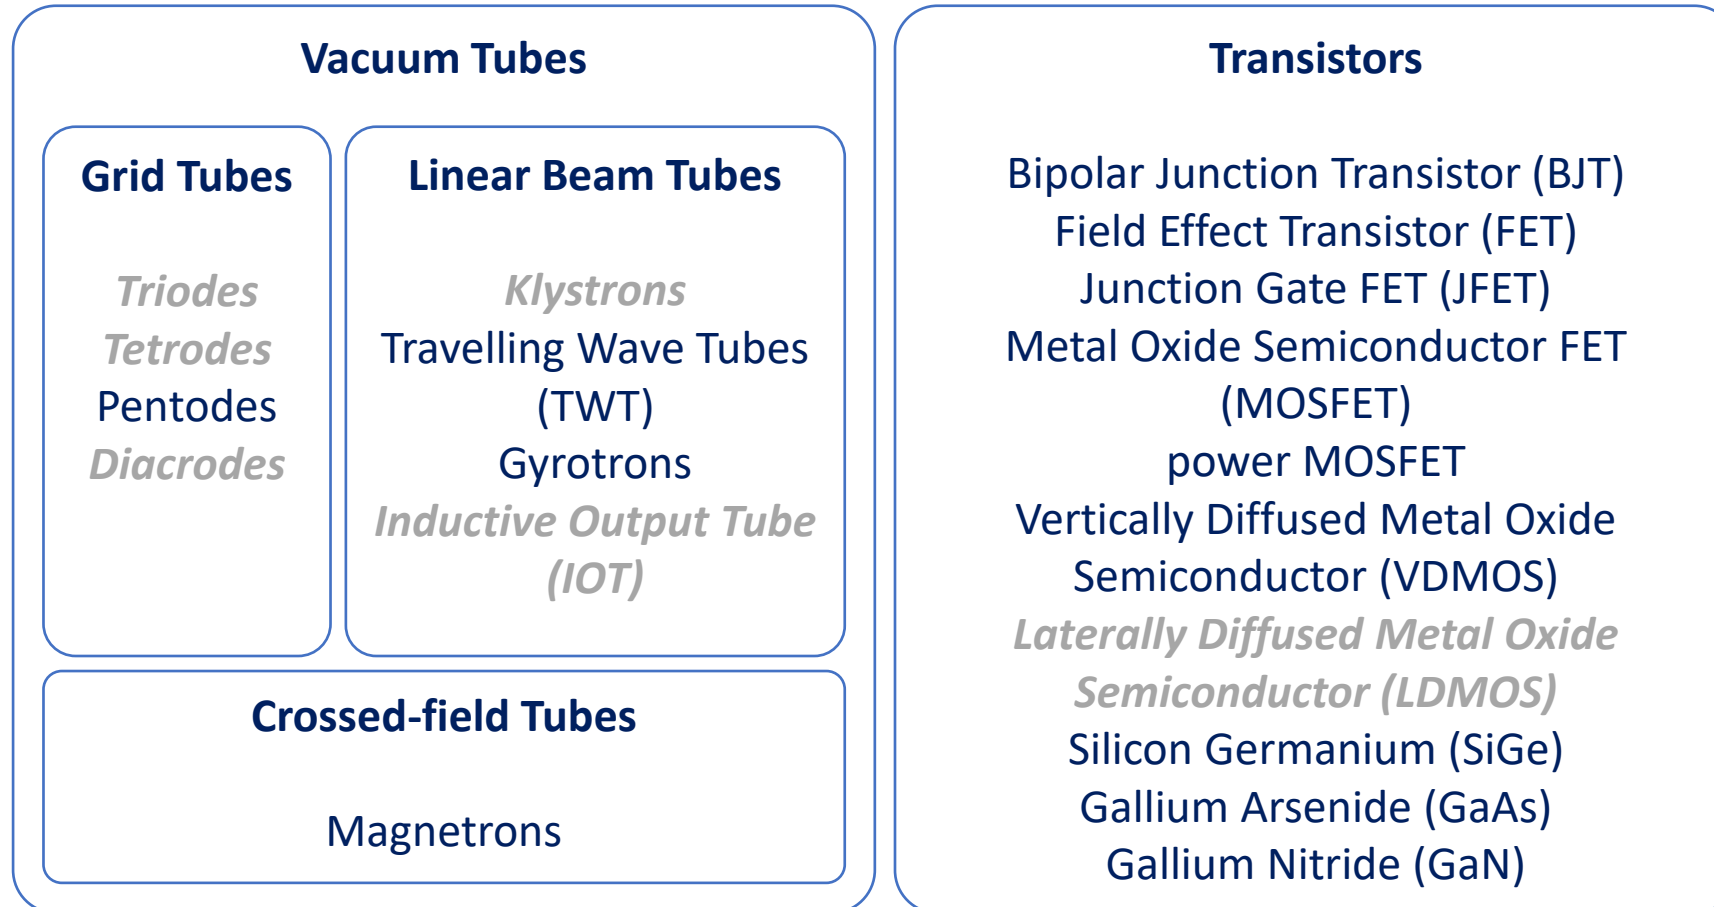 Vacuum Tubes
Grid Tubes
Triodes
Tetrodes
Pentodes
Diacrodes
Linear Beam Tubes
Klystrons
Travelling Wave Tubes
(TWT)
Gyrotrons
Inductive Output Tube
(IOT)
Crossed-field Tubes
Magnetrons
Transistors
Bipolar Junction Transistor (BJT)
Field Effect Transistor (FET)
Junction Gate FET (JFET)
Metal Oxide Semiconductor FET
(MOSFET)
power MOSFET
Vertically Diffused Metal Oxide
Semiconductor (VDMOS)
Laterally Diffused Metal Oxide
Semiconductor (LDMOS)
Silicon Germanium (SiGe)
Gallium Arsenide (GaAs)
Gallium Nitride (GaN)